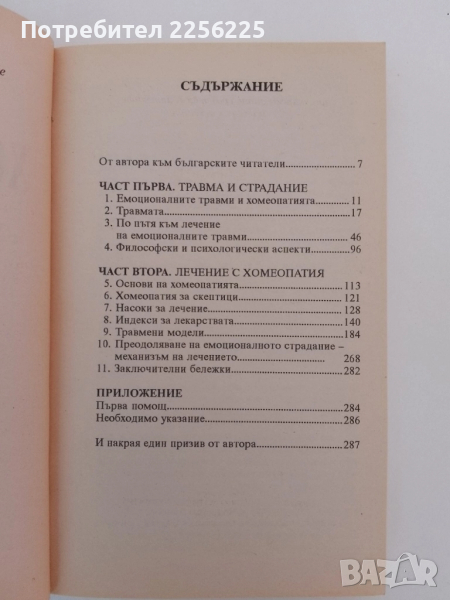 Потребител 2256225
е
СЪДЪРЖАНИЕ
От автора към българските читатели 7
ЧАСТ ПЪРВА. ТРАВМА И СТРАДАНИЕ
1. Емоционалните травми и хомеопатията 11
2. Травмата 17
3. По пътя към лечение
на емоционалните травми 46
4. Философски и психологически аспекти 96
ЧАСТ ВТОРА. ЛЕЧЕНИЕ С ХОМЕОПАТИЯ
5. Основи на хомеопатията 113
6. Хомеопатия за скептици 121
7. Насоки за лечение 128
8. Индекси за лекарствата 140
9. Травмени модели 184
10. Преодоляване на емоционалното страдание –
механизъм на лечението 268
11. Заключителни бележки 282
ПРИЛОЖЕНИЕ
Първа помощ 284
Необходимо указание 286
И накрая един призив от автора 287
BAZAR